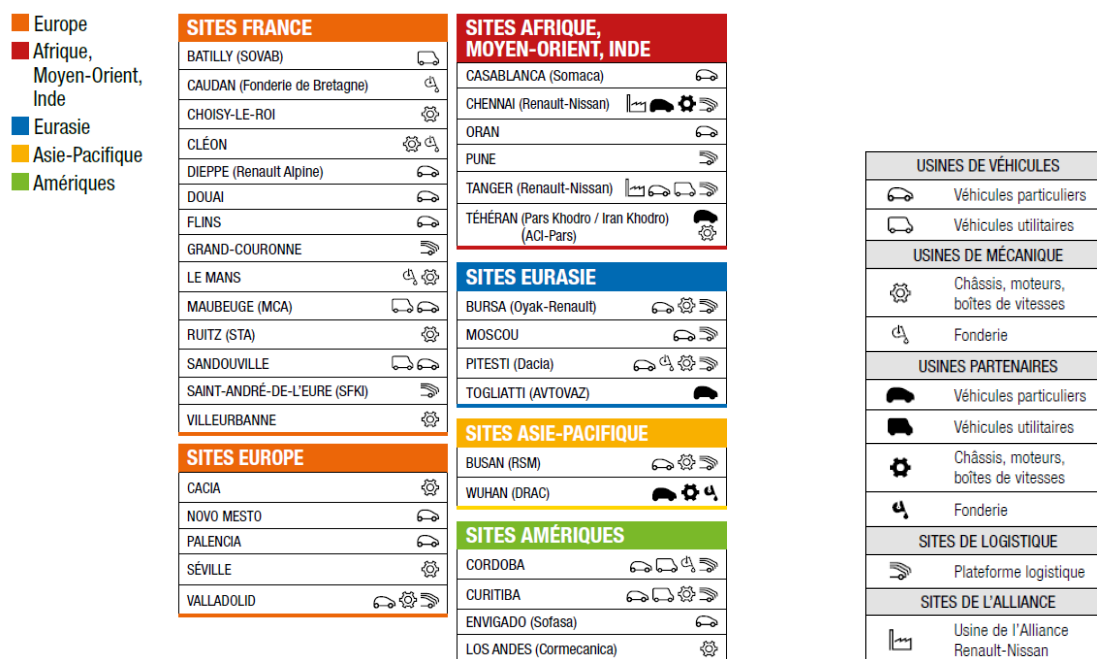 Europe
Afrique,
Moyen-Orient,
Inde
Eurasie
Asie-Pacifique
Amériques
SITES FRANCE
BATILLY (SOVAB)
CAUDAN (Fonderie de Bretagne)
CHOISY-LE-ROI
CLÉON
DIEPPE (Renault Alpine)
DOUAI
FLINS
GRAND-COURONNE
LE MANS
MAUBEUGE (MCA)
RUITZ (STA)
SANDOUVILLE
SAINT-ANDRÉ-DE-L'EURE (SFKI)
VILLEURBANNE
SITES EUROPE
CACIA
NOVO MESTO
PALENCIA
SÉVILLE
VALLADOLID
SITES AFRIQUE,
MOYEN-ORIENT, INDE
CASABLANCA (Somaca)
CHENNAI (Renault-Nissan)
ORAN
PUNE
TANGER (Renault-Nissan)
TÉHÉRAN (Pars Khodro / Iran Khodro)
(ACI-Pars)
SITES EURASIE
BURSA (Oyak-Renault)
MOSCOU
PITESTI (Dacia)
TOGLIATTI (AVTOVAZ)
SITES ASIE-PACIFIQUE
BUSAN (RSM)
WUHAN (DRAC)
SITES AMÉRIQUES
CORDOBA
CURITIBA
ENVIGADO (Sofasa)
LOS ANDES (Cormecanica)
USINES DE VÉHICULES
Véhicules particuliers
Véhicules utilitaires
USINES DE MÉCANIQUE
Châssis, moteurs,
boîtes de vitesses
Fonderie
USINES PARTENAIRES
Véhicules particuliers
Véhicules utilitaires
Châssis, moteurs,
boîtes de vitesses
Fonderie
SITES DE LOGISTIQUE
Plateforme logistique
SITES DE L'ALLIANCE
Usine de l'Alliance
Renault-Nissan